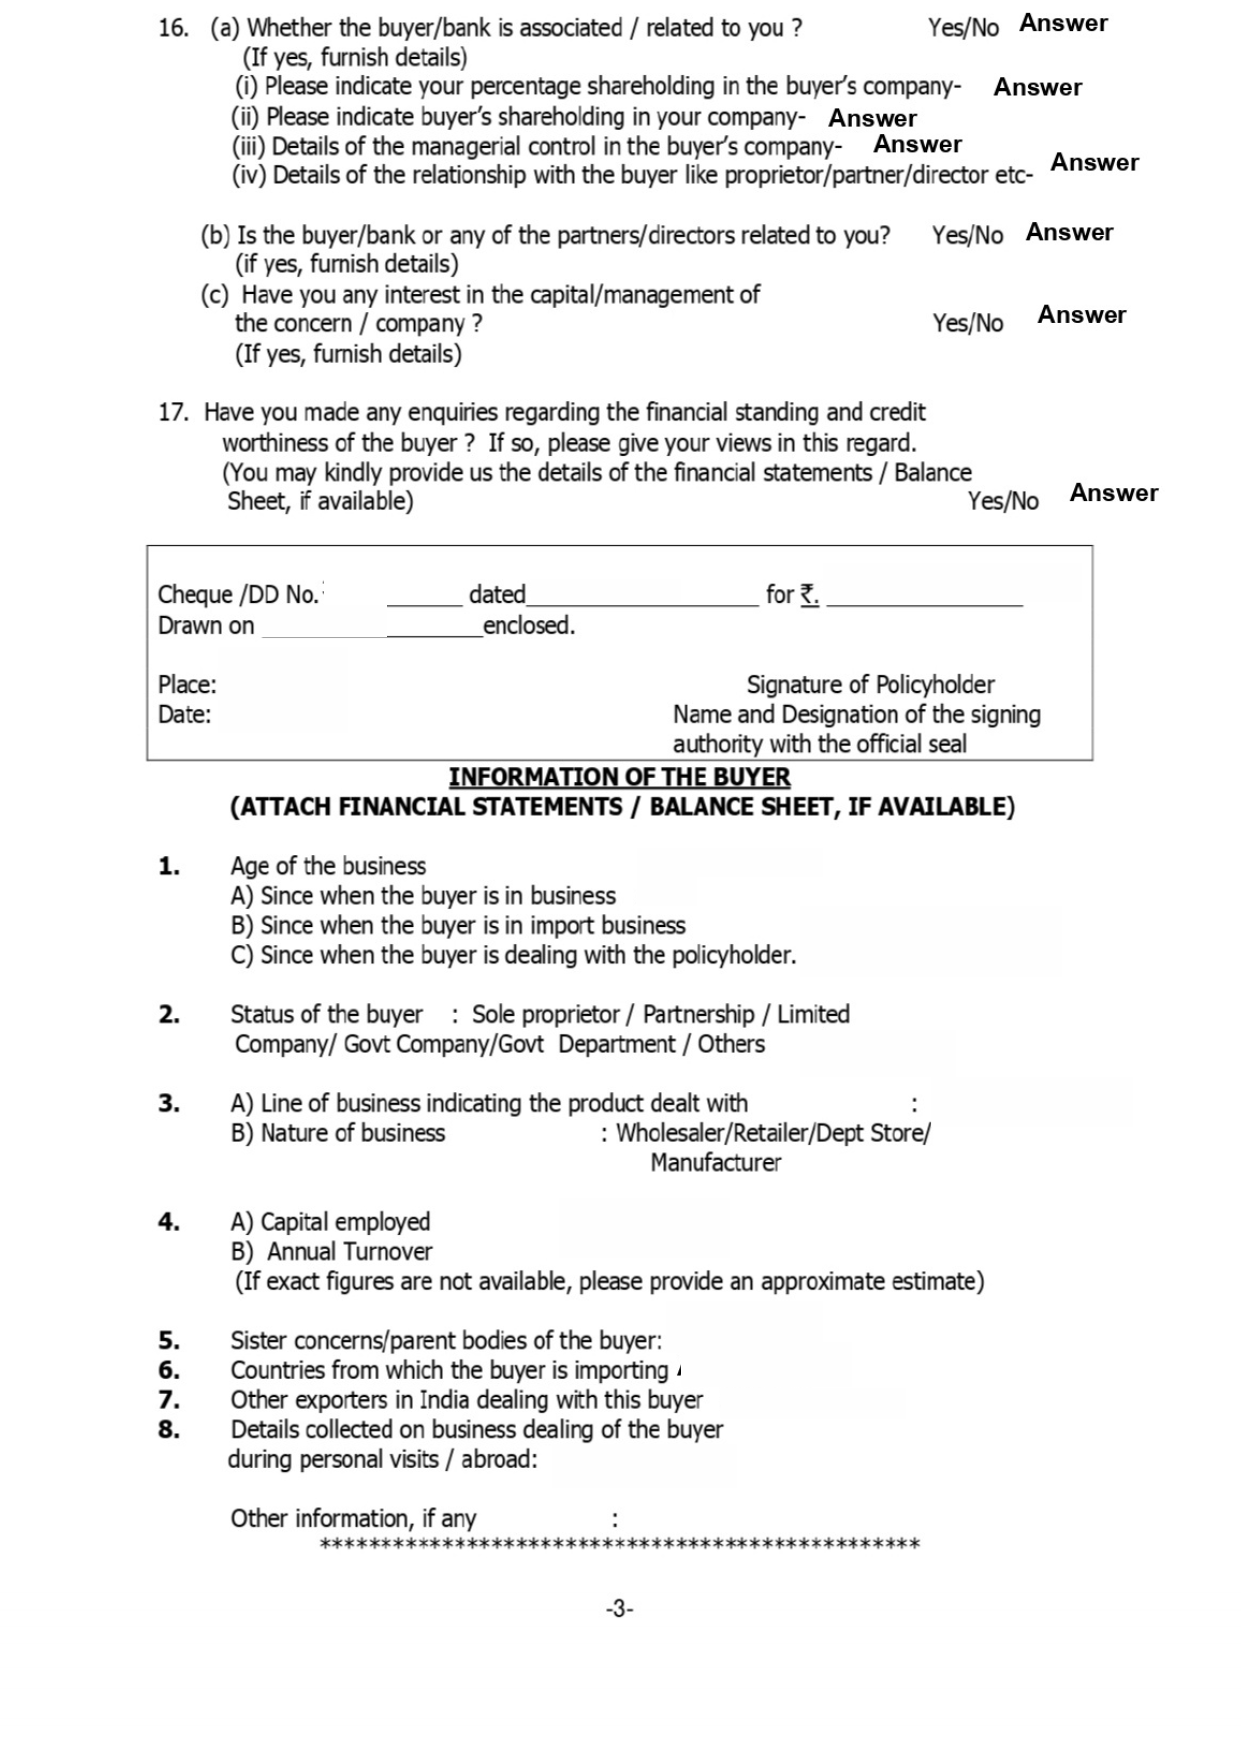 16. (a) Whether the buyer/bank is associated / related to you ? Yes/No Answer
(If yes, furnish details)
(i) Please indicate your percentage shareholding in the buyer's company- Answer
(ii) Please indicate buyer's shareholding in your company- Answer
(iii) Details of the managerial control in the buyer's company- Answer
(iv) Details of the relationship with the buyer like proprietor/partner/director etc- Answer
(b) Is the buyer/bank or any of the partners/directors related to you? Yes/No Answer
(if yes, furnish details)
(c) Have you any interest in the capital/management of
the concern / company ? Yes/No Answer
(If yes, furnish details)
17. Have you made any enquiries regarding the financial standing and credit
worthiness of the buyer ? If so, please give your views in this regard.
(You may kindly provide us the details of the financial statements / Balance
Sheet, if available) Yes/No Answer
Cheque /DD No. ______ dated__________________ for ₹. _______________
Drawn on _________________enclosed.
Place: Signature of Policyholder
Date: Name and Designation of the signing
authority with the official seal
INFORMATION OF THE BUYER
(ATTACH FINANCIAL STATEMENTS / BALANCE SHEET, IF AVAILABLE)
1. Age of the business
A) Since when the buyer is in business
B) Since when the buyer is in import business
C) Since when the buyer is dealing with the policyholder.
2. Status of the buyer : Sole proprietor / Partnership / Limited
Company/ Govt Company/Govt Department / Others
3. A) Line of business indicating the product dealt with :
B) Nature of business : Wholesaler/Retailer/Dept Store/
Manufacturer
4. A) Capital employed
B) Annual Turnover
(If exact figures are not available, please provide an approximate estimate)
5. Sister concerns/parent bodies of the buyer:
6. Countries from which the buyer is importing
7. Other exporters in India dealing with this buyer
8. Details collected on business dealing of the buyer
during personal visits / abroad:
Other information, if any :
**************************************************
-3-